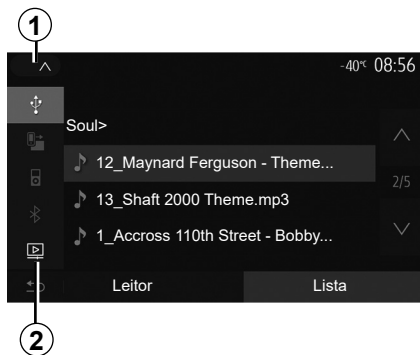 1
-40°C 08:56
Soul>
12_Maynard Ferguson - Theme...
13_Shaft 2000 Theme.mp3
2/5
1_Accross 110th Street - Bobby...
Leitor Lista
2